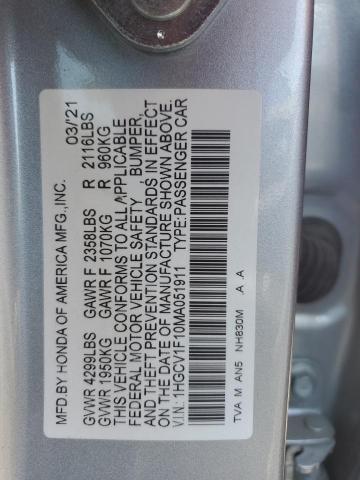 MFD.BY HONDA OF AMERICA MFG.,INC. 03/21
GVWR 4299LBS GAWR F 2358LBS R 2116LBS
GVWR 1950KG GAWR F 1070KG R 960KG
THIS VEHICLE CONFORMS TO ALL APPLICABLE
FEDERAL MOTOR VEHICLE SAFETY , BUMPER,
AND THEFT PREVENTION STANDARDS IN EFFECT
ON THE DATE OF MANUFACTURE SHOWN ABOVE.
V.I.N.: 1HGCV1F10MA051911 TYPE:PASSENGER CAR
TVA M AN5 NH830M .A .A